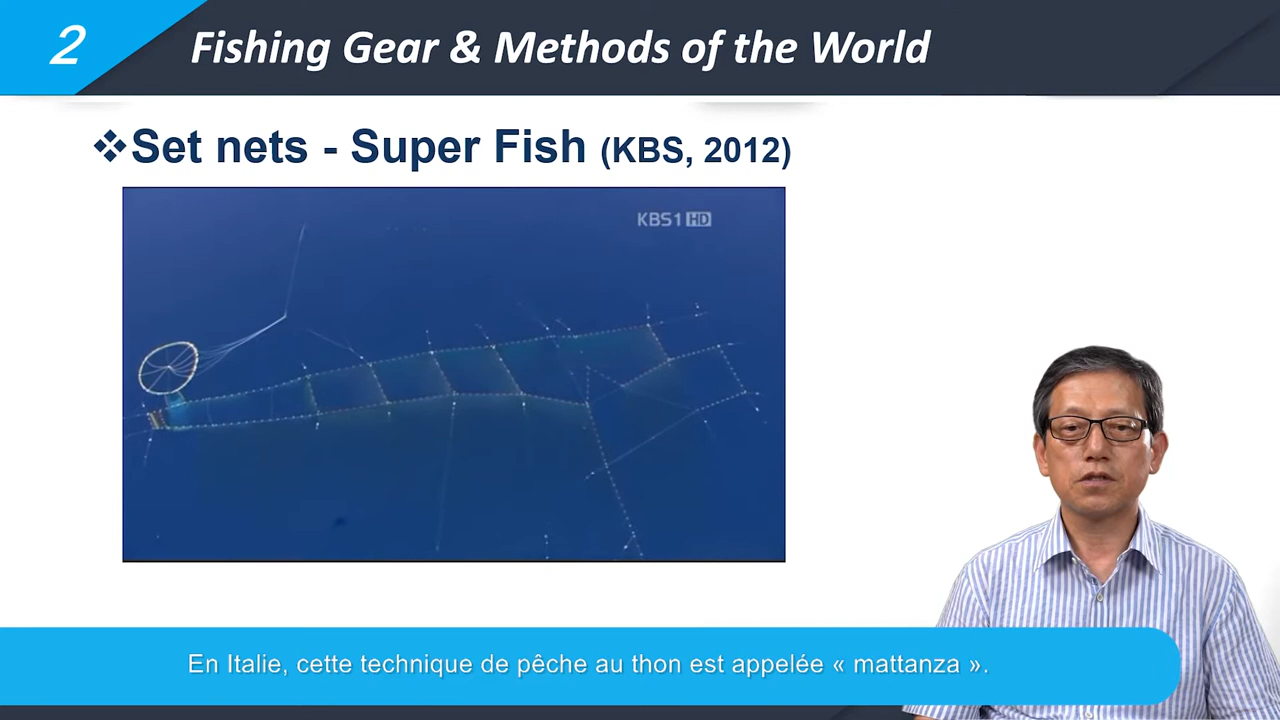 2
Fishing Gear & Methods of the World
❖Set nets - Super Fish (KBS, 2012)
KBS1 HD
En Italie, cette technique de pêche au thon est appelée « mattanza ».